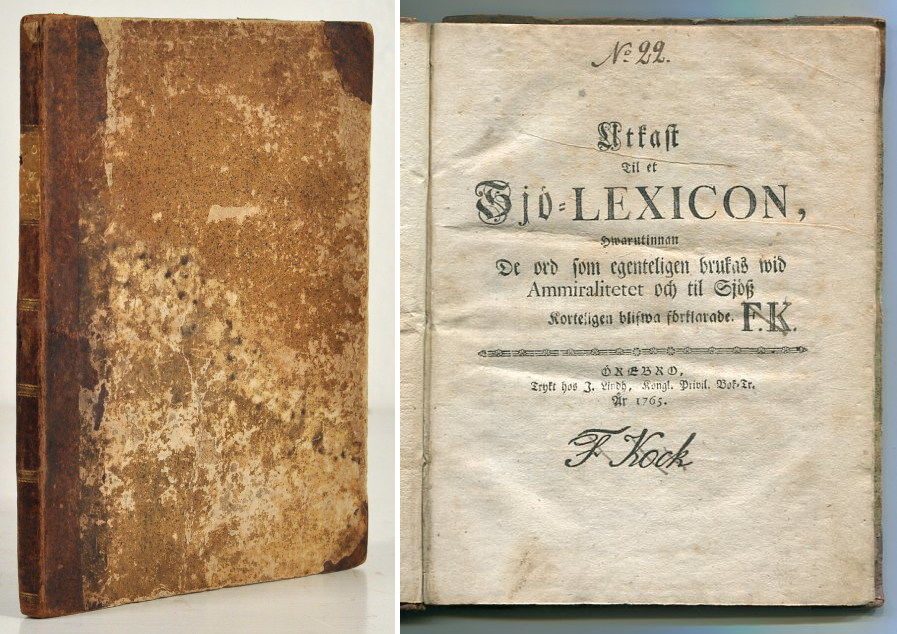 No 22.
Utkast
Til et
Sjö-LEXICON,
Hwarutinnan
De ord som egenteligen brukas wid
Ammiralitetet och til Sjöß
Korteligen blifwa förklarade. F.K.
ÖREBRO,
Trykt hos J. Lindh, Kongl. Privil. Bok-Tr.
År 1765.
F Kock